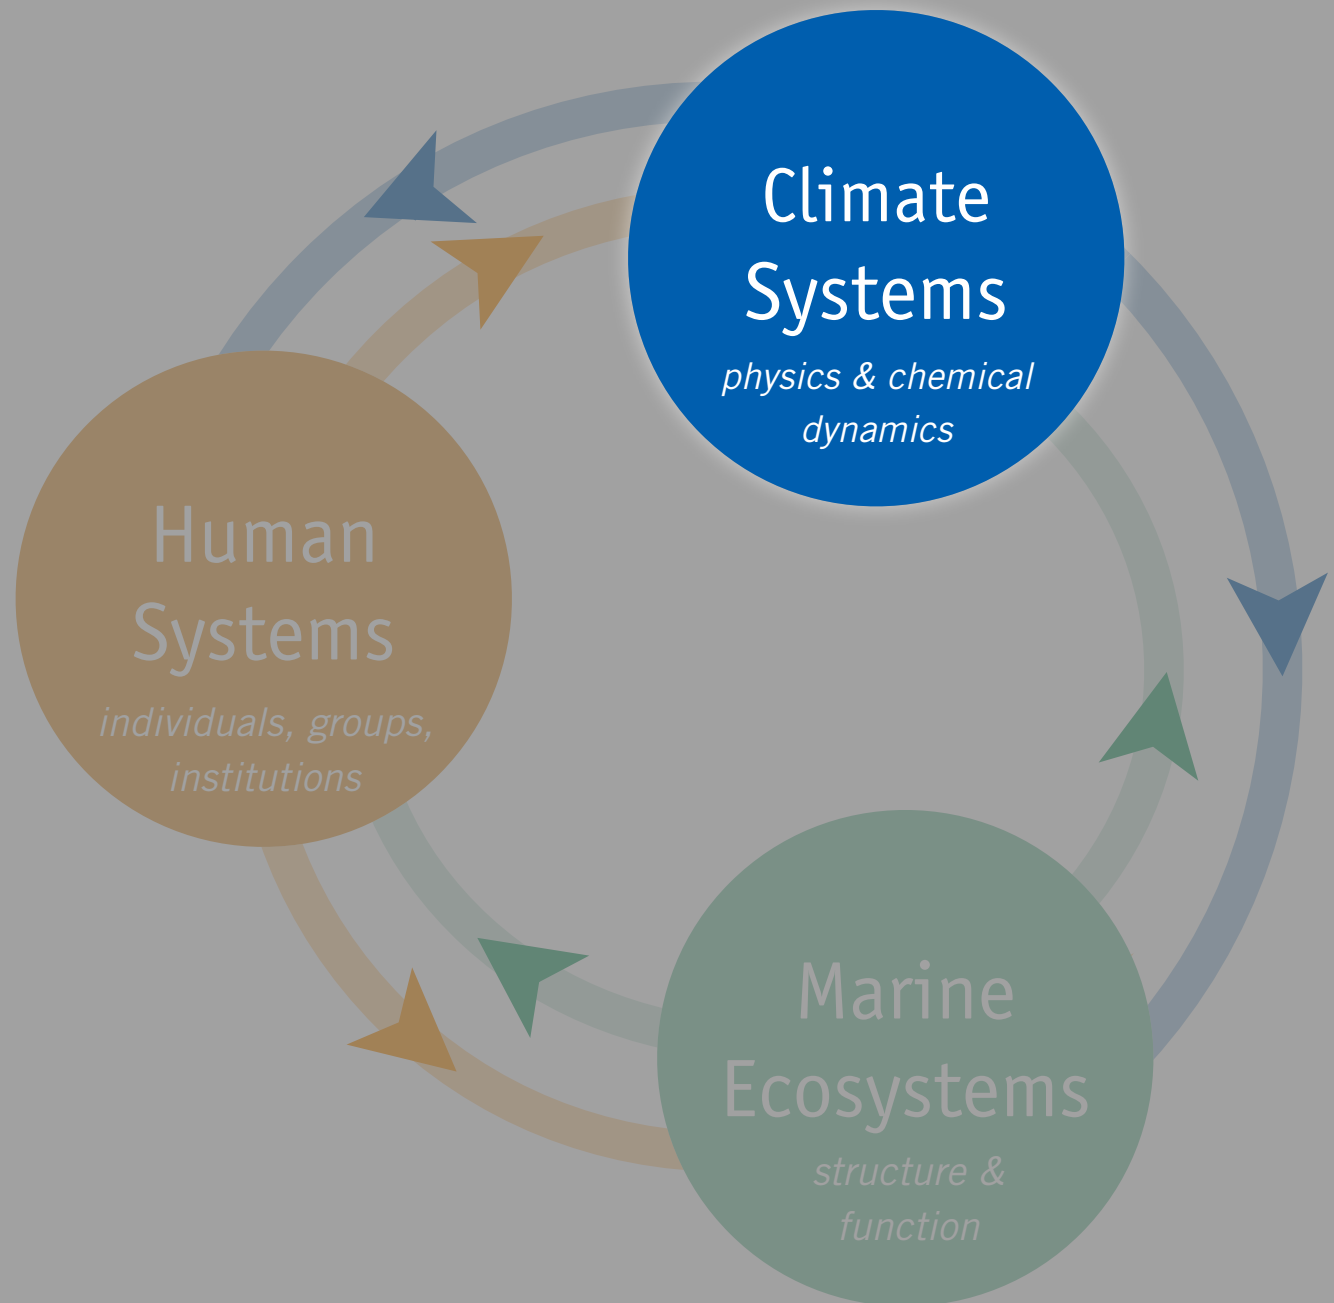 Climate
Systems
physics & chemical
dynamics
Human
Systems
individuals, groups,
institutions
Marine
Ecosystems
structure &
function